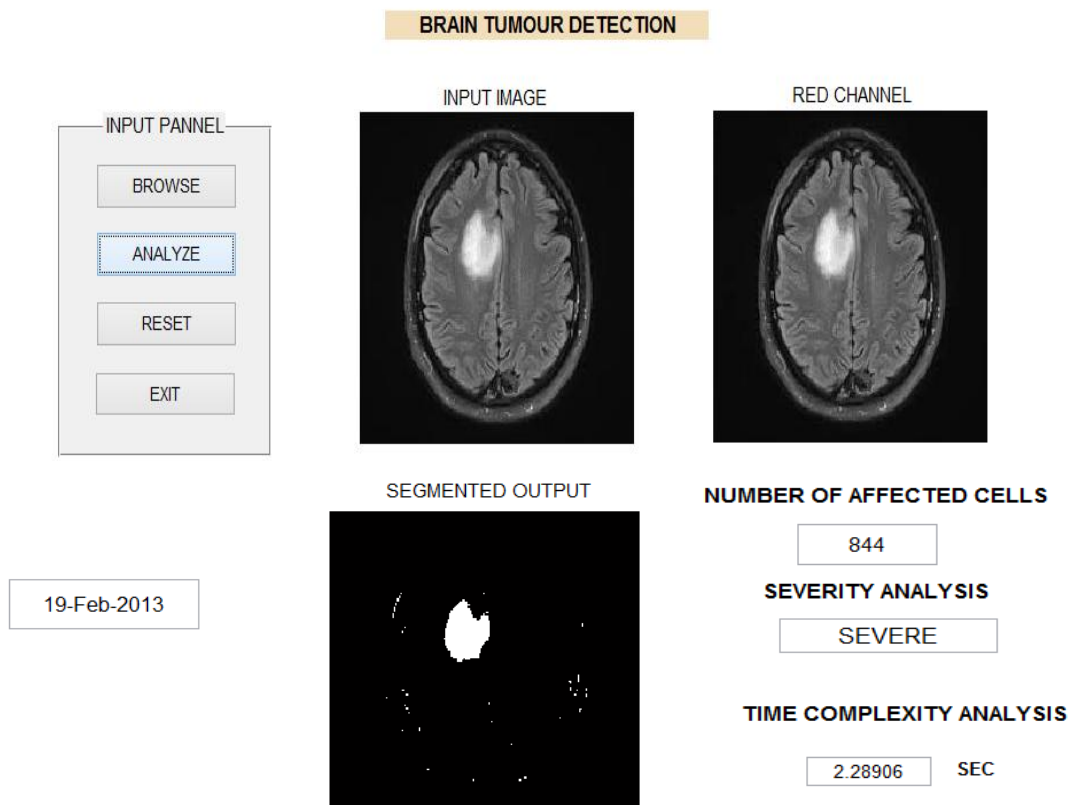 BRAIN TUMOUR DETECTION
INPUT PANNEL
BROWSE
ANALYZE
RESET
EXIT
INPUT IMAGE
RED CHANNEL
SEGMENTED OUTPUT
NUMBER OF AFFECTED CELLS
844
SEVERITY ANALYSIS
SEVERE
19-Feb-2013
TIME COMPLEXITY ANALYSIS
2.28906 SEC